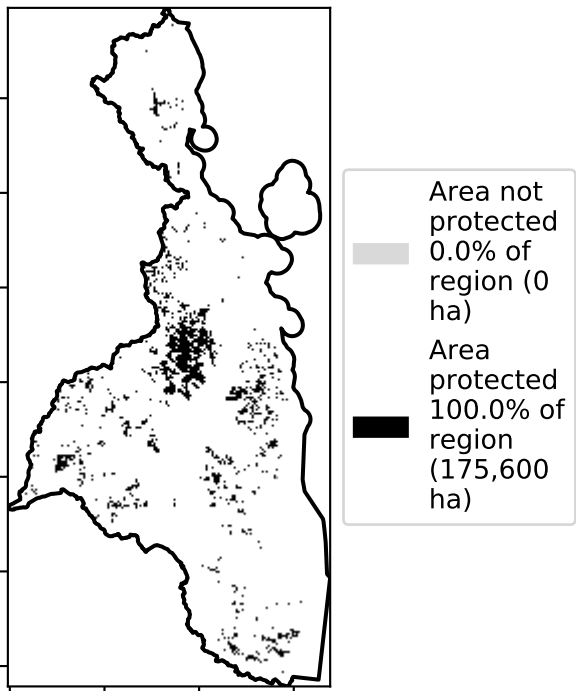 Area not
protected
0.0% of
region (0
ha)
Area
protected
100.0% of
region
(175,600
ha)